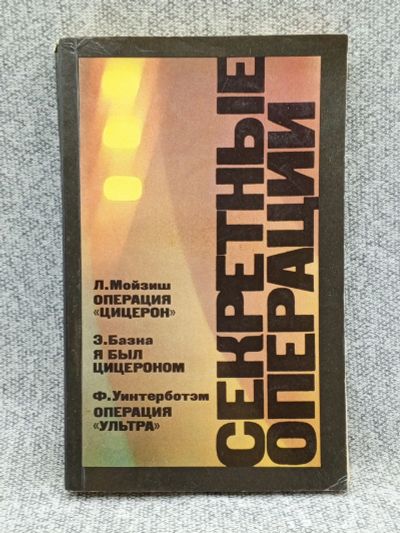 СЕКРЕТНЫЕ
ОПЕРАЦИИ
Л.Мойзиш
ОПЕРАЦИЯ
«ЦИЦЕРОН»
Э.Базна
Я БЫЛ
ЦИЦЕРОНОМ
Ф.Уинтерботэм
ОПЕРАЦИЯ
«УЛЬТРА»